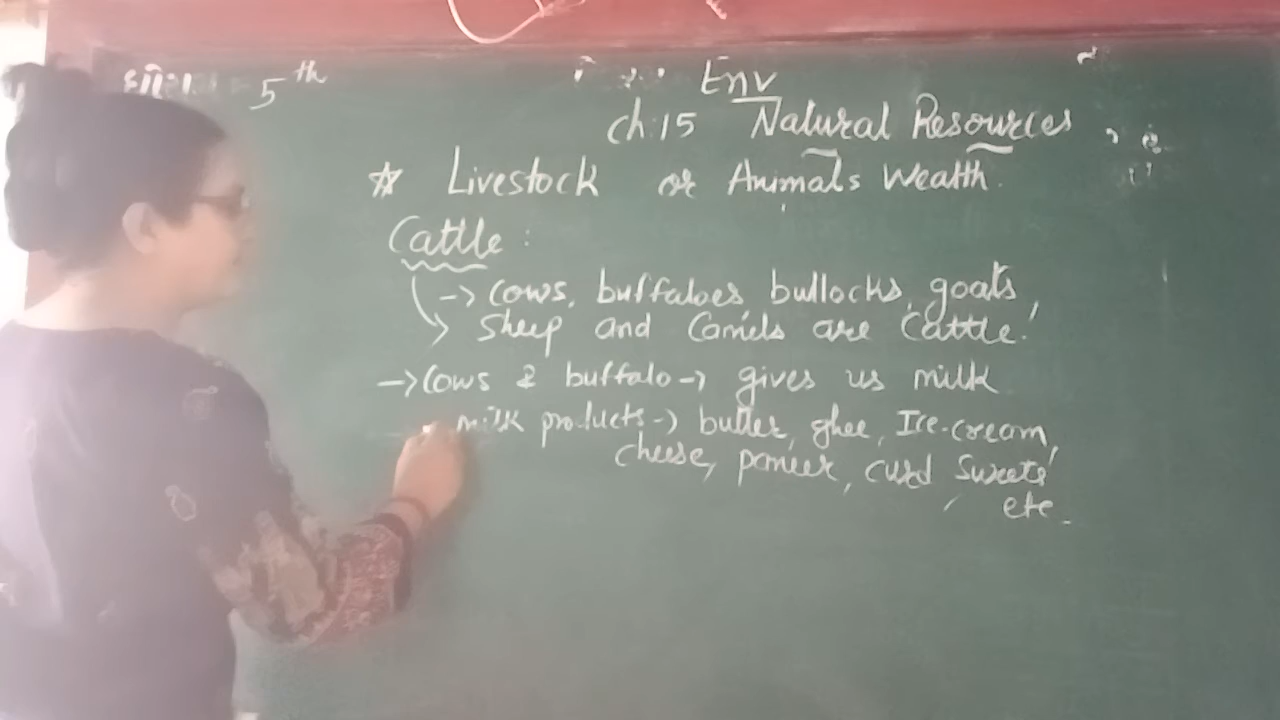 5th
Env
ch:15 Natural Resources
☆ Livestock or Animals Wealth.
Cattle :
-> Cows, buffaloes, bullocks, goats,
-> Sheep and Camels are Cattle.
-> Cows & buffalo -> gives us milk
milk products -> butter, ghee, Ice-cream,
cheese, paneer, curd, Sweets
etc.